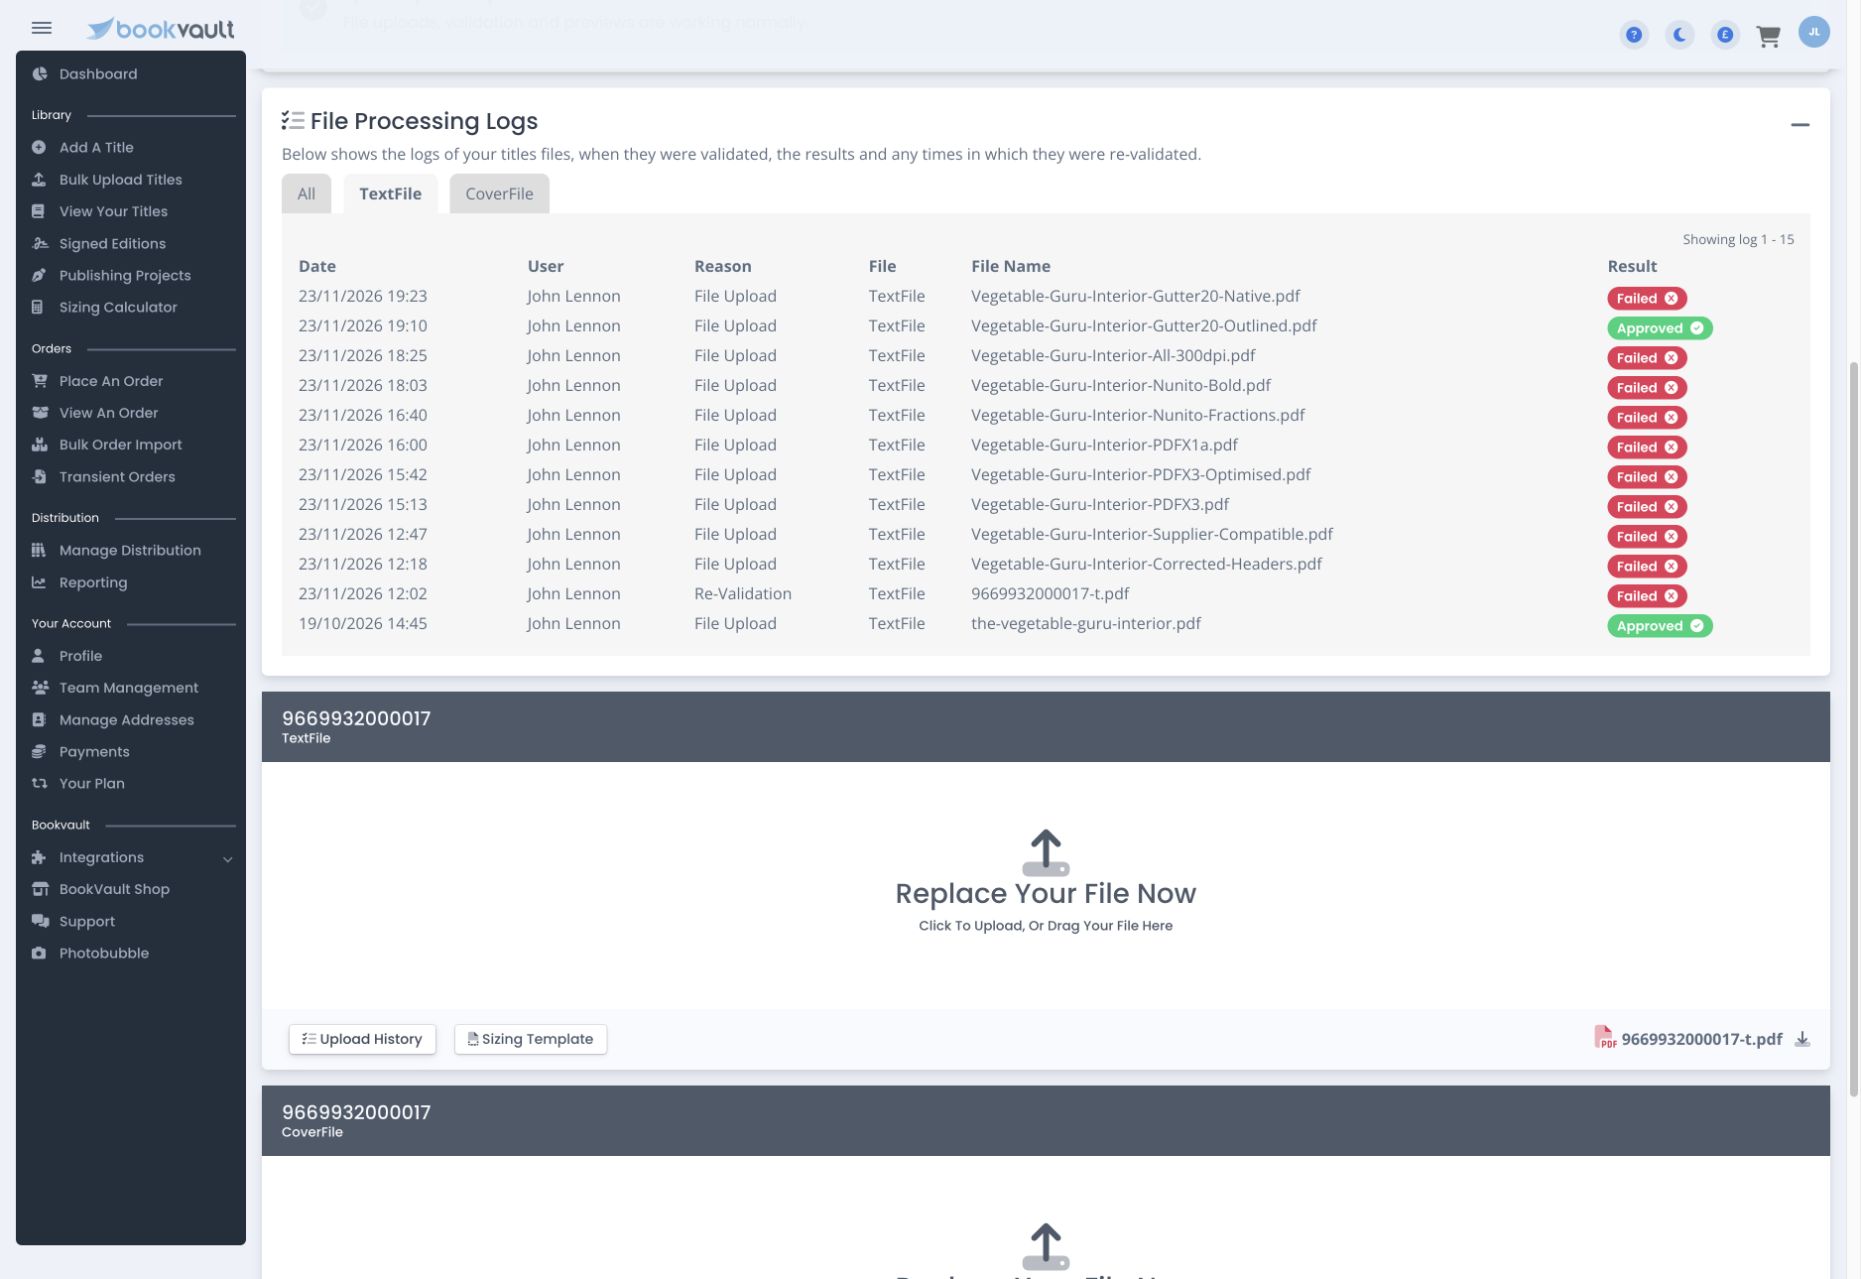 File uploads, validation and previews are working normally.
bookvault
JL
Dashboard
Library
Add A Title
Bulk Upload Titles
View Your Titles
Signed Editions
Publishing Projects
Sizing Calculator
Orders
Place An Order
View An Order
Bulk Order Import
Transient Orders
Distribution
Manage Distribution
Reporting
Your Account
Profile
Team Management
Manage Addresses
Payments
Your Plan
Bookvault
Integrations
BookVault Shop
Support
Photobubble
File Processing Logs
Below shows the logs of your titles files, when they were validated, the results and any times in which they were re-validated.
All TextFile CoverFile
Showing log 1 - 15
Date User Reason File File Name Result
23/11/2026 19:23 John Lennon File Upload TextFile Vegetable-Guru-Interior-Gutter20-Native.pdf Failed
23/11/2026 19:10 John Lennon File Upload TextFile Vegetable-Guru-Interior-Gutter20-Outlined.pdf Approved
23/11/2026 18:25 John Lennon File Upload TextFile Vegetable-Guru-Interior-All-300dpi.pdf Failed
23/11/2026 18:03 John Lennon File Upload TextFile Vegetable-Guru-Interior-Nunito-Bold.pdf Failed
23/11/2026 16:40 John Lennon File Upload TextFile Vegetable-Guru-Interior-Nunito-Fractions.pdf Failed
23/11/2026 16:00 John Lennon File Upload TextFile Vegetable-Guru-Interior-PDFX1a.pdf Failed
23/11/2026 15:42 John Lennon File Upload TextFile Vegetable-Guru-Interior-PDFX3-Optimised.pdf Failed
23/11/2026 15:13 John Lennon File Upload TextFile Vegetable-Guru-Interior-PDFX3.pdf Failed
23/11/2026 12:47 John Lennon File Upload TextFile Vegetable-Guru-Interior-Supplier-Compatible.pdf Failed
23/11/2026 12:18 John Lennon File Upload TextFile Vegetable-Guru-Interior-Corrected-Headers.pdf Failed
23/11/2026 12:02 John Lennon Re-Validation TextFile 9669932000017-t.pdf Failed
19/10/2026 14:45 John Lennon File Upload TextFile the-vegetable-guru-interior.pdf Approved
9669932000017
TextFile
Replace Your File Now
Click To Upload, Or Drag Your File Here
Upload History Sizing Template PDF 9669932000017-t.pdf
9669932000017
CoverFile